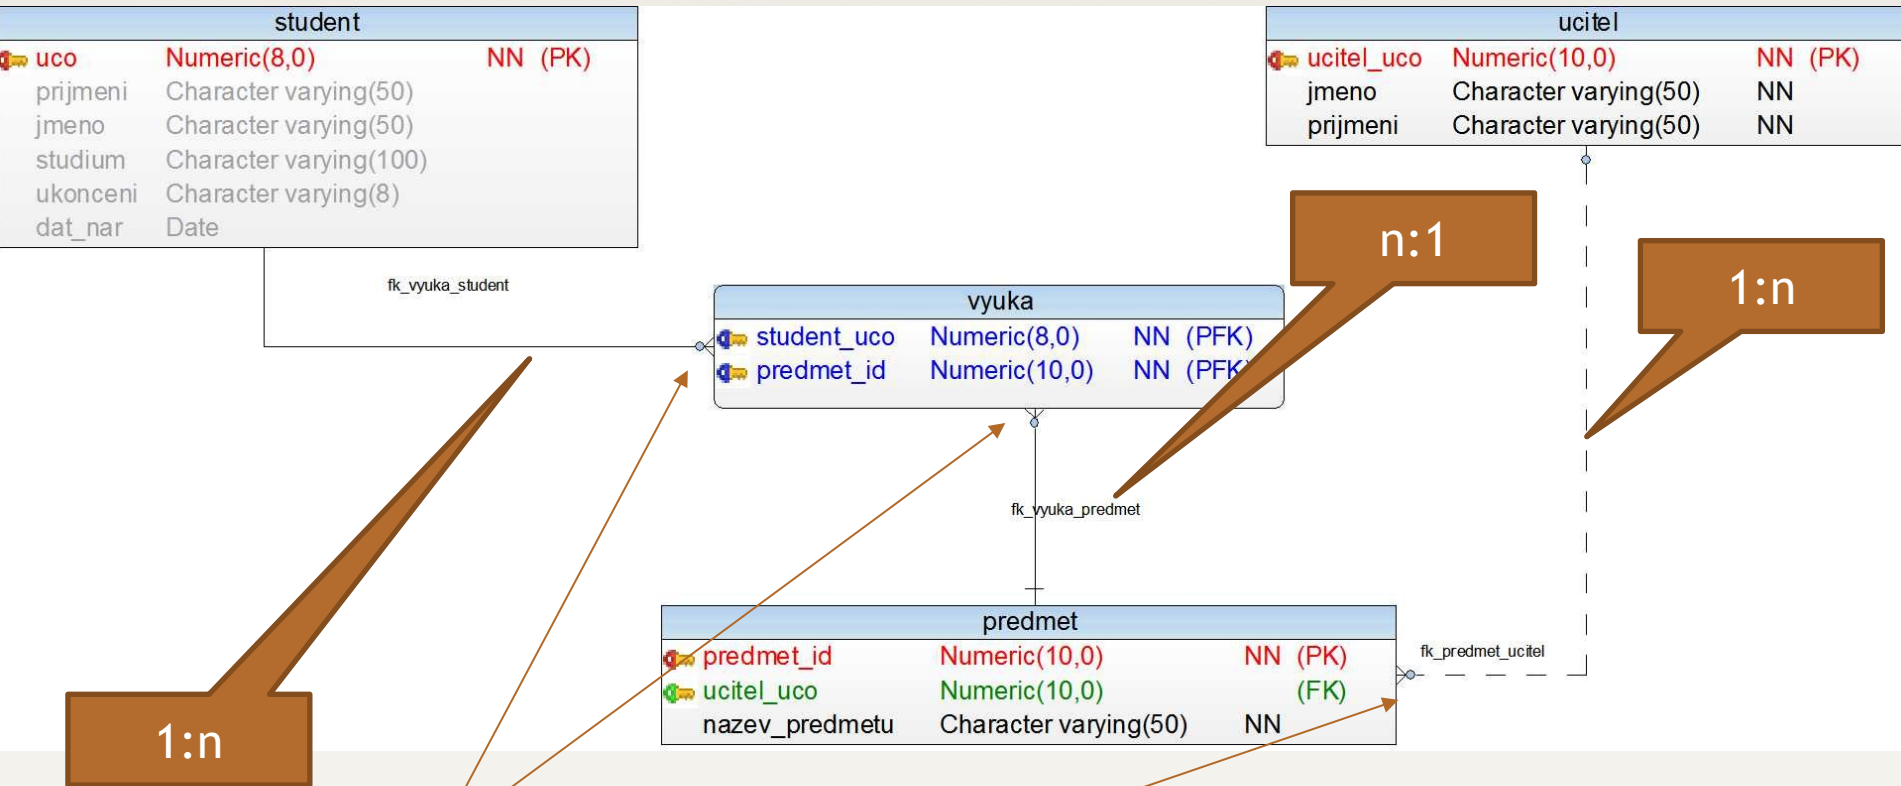 student
uco Numeric(8,0) NN (PK)
prijmeni Character varying(50)
jmeno Character varying(50)
studium Character varying(100)
ukonceni Character varying(8)
dat_nar Date
ucitel
ucitel_uco Numeric(10,0) NN (PK)
jmeno Character varying(50) NN
prijmeni Character varying(50) NN
n:1
1:n
fk_vyuka_student
vyuka
student_uco Numeric(8,0) NN (PFK)
predmet_id Numeric(10,0) NN (PFK)
fk_vyuka_predmet
predmet
predmet_id Numeric(10,0) NN (PK)
ucitel_uco Numeric(10,0) (FK)
nazev_predmetu Character varying(50) NN
fk_predmet_ucitel
1:n